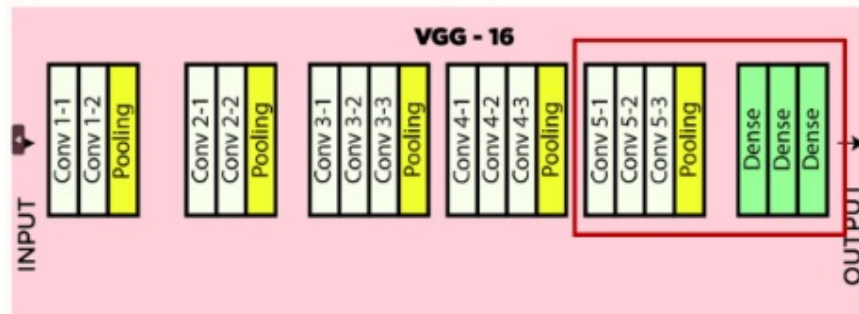 VGG - 16
INPUT
Conv 1-1
Conv 1-2
Pooling
Conv 2-1
Conv 2-2
Pooling
Conv 3-1
Conv 3-2
Conv 3-3
Pooling
Conv 4-1
Conv 4-2
Conv 4-3
Pooling
Conv 5-1
Conv 5-2
Conv 5-3
Pooling
Dense
Dense
Dense
OUTPUT